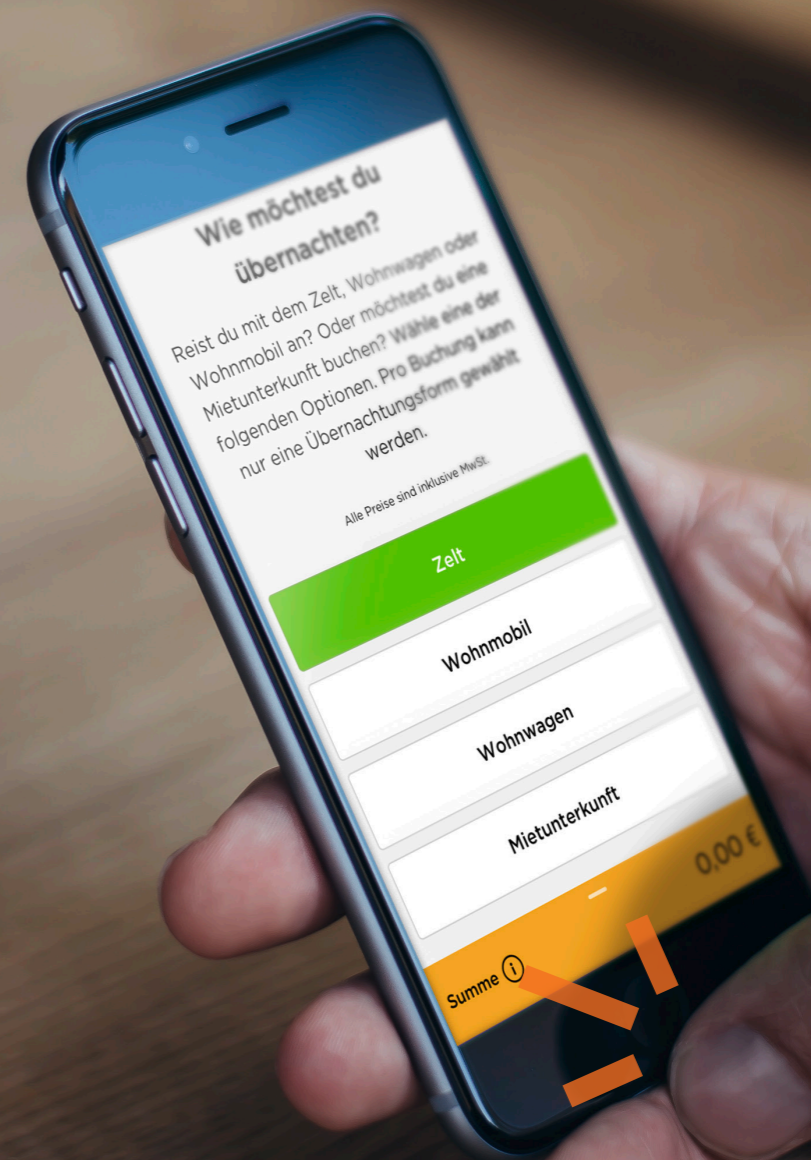 Wie möchtest du
übernachten?
Reist du mit dem Zelt, Wohnwagen oder
Wohnmobil an? Oder möchtest du eine
Mietunterkunft buchen? Wähle eine der
folgenden Optionen. Pro Buchung kann
nur eine Übernachtungsform gewählt
werden.
Alle Preise sind inklusive MwSt.
Zelt
Wohnmobil
Wohnwagen
Mietunterkunft
Summe i 0,00 €